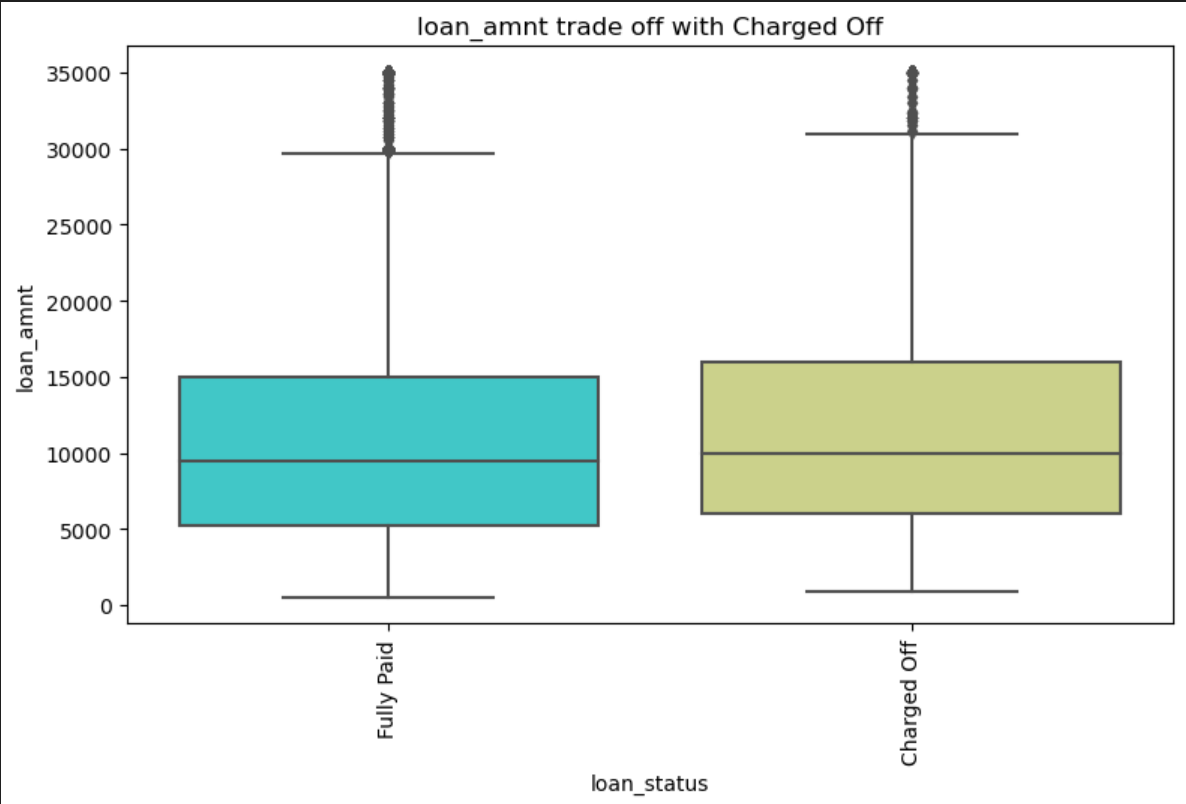 loan_amnt trade off with Charged Off
35000
30000
25000
20000
15000
10000
5000
0
loan_amnt
Fully Paid
Charged Off
loan_status